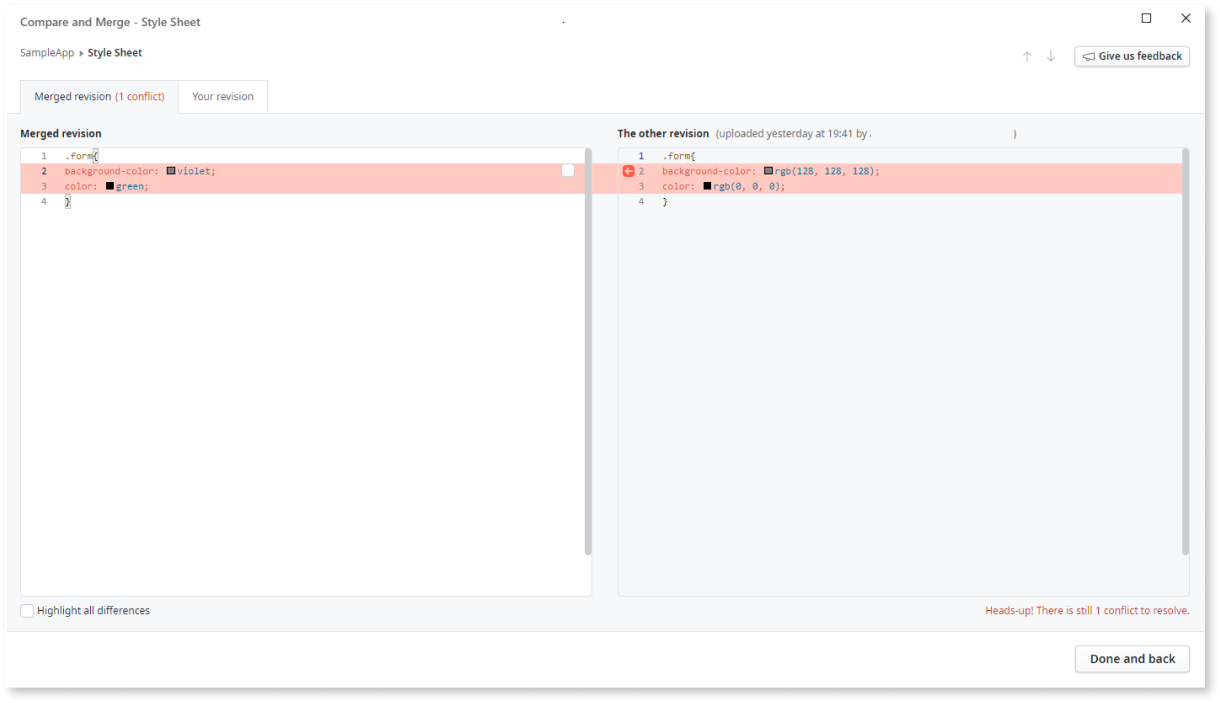 Compare and Merge - Style Sheet
SampleApp ▸ Style Sheet
Give us feedback
Merged revision (1 conflict)
Your revision
Merged revision
1 .form{
2 background-color: violet;
3 color: green;
4 }
The other revision (uploaded yesterday at 19:41 by )
1 .form{
2 background-color: rgb(128, 128, 128);
3 color: rgb(0, 0, 0);
4 }
Highlight all differences
Heads-up! There is still 1 conflict to resolve.
Done and back